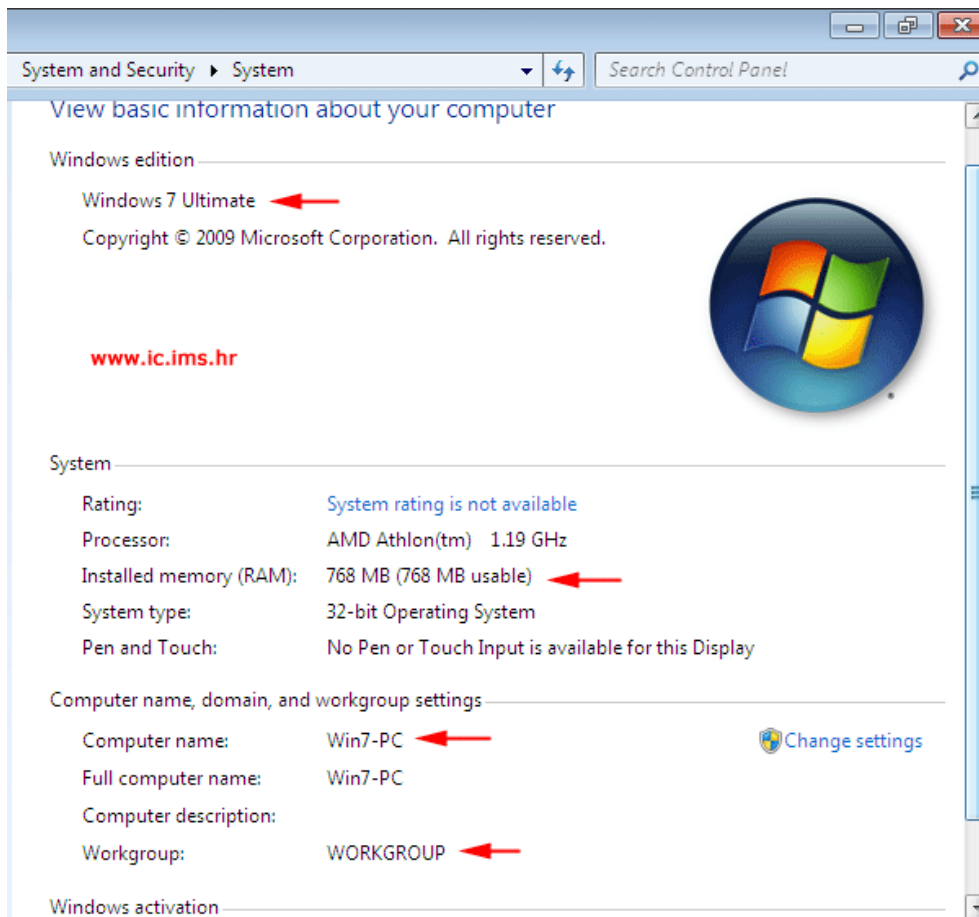 System and Security ▸ System
Search Control Panel
View basic information about your computer
Windows edition
Windows 7 Ultimate
Copyright © 2009 Microsoft Corporation. All rights reserved.
www.ic.ims.hr
System
Rating: System rating is not available
Processor: AMD Athlon(tm) 1.19 GHz
Installed memory (RAM): 768 MB (768 MB usable)
System type: 32-bit Operating System
Pen and Touch: No Pen or Touch Input is available for this Display
Computer name, domain, and workgroup settings
Computer name: Win7-PC Change settings
Full computer name: Win7-PC
Computer description:
Workgroup: WORKGROUP
Windows activation